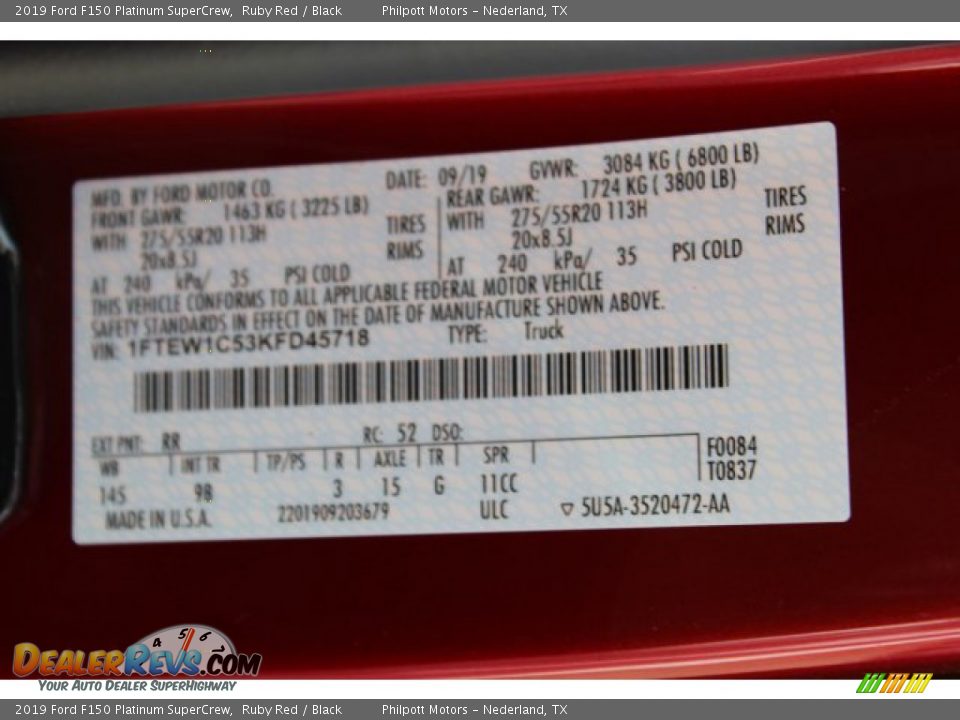 2019 Ford F150 Platinum SuperCrew, Ruby Red / Black Philpott Motors - Nederland, TX
MFD. BY FORD MOTOR CO. DATE: 09/19 GVWR: 3084 KG ( 6800 LB)
FRONT GAWR: 1463 KG ( 3225 LB) REAR GAWR: 1724 KG ( 3800 LB)
WITH 275/55R20 113H TIRES WITH 275/55R20 113H TIRES
20x8.5J RIMS 20x8.5J RIMS
AT 240 kPa/ 35 PSI COLD AT 240 kPa/ 35 PSI COLD
THIS VEHICLE CONFORMS TO ALL APPLICABLE FEDERAL MOTOR VEHICLE
SAFETY STANDARDS IN EFFECT ON THE DATE OF MANUFACTURE SHOWN ABOVE.
VIN: 1FTEW1C53KFD45718 TYPE: Truck
EXT PNT: RR RC: 52 DSO:
WB INT TR TP/PS R AXLE TR SPR F0084
145 98 3 15 G 11CC T0837
MADE IN U.S.A. 2201909203679 ULC ▽ 5U5A-3520472-AA
4 5 6
DEALERREVS.COM
YOUR AUTO DEALER SUPERHIGHWAY
2019 Ford F150 Platinum SuperCrew, Ruby Red / Black Philpott Motors - Nederland, TX